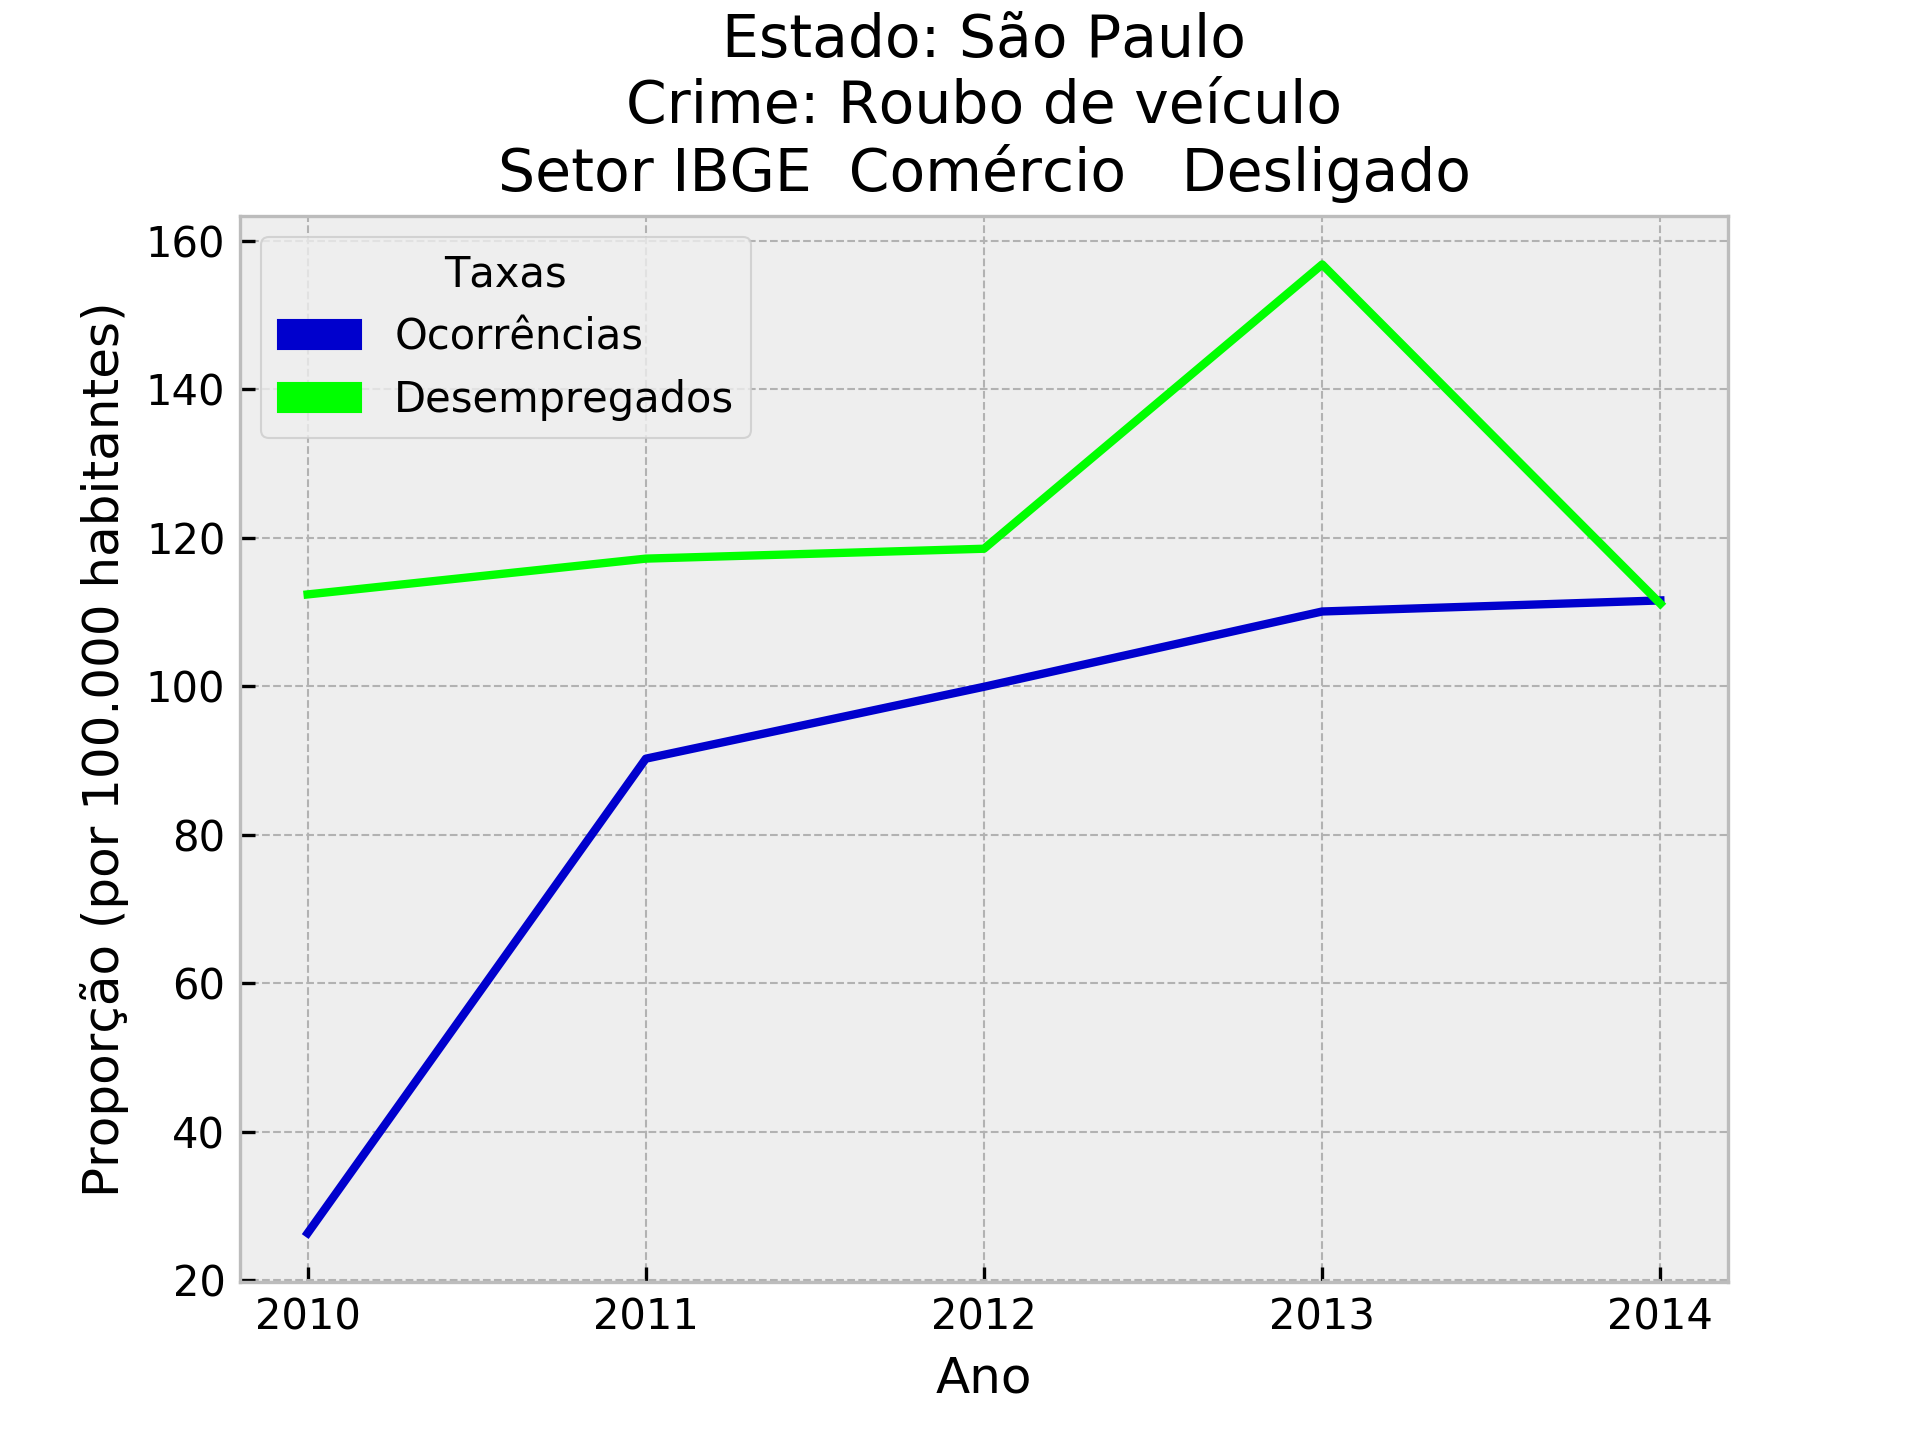 Estado: São Paulo
Crime: Roubo de veículo
Setor IBGE  Comércio   Desligado
Proporção (por 100.000 habitantes)
160
140
120
100
80
60
40
20
Taxas
Ocorrências
Desempregados
2010 2011 2012 2013 2014
Ano